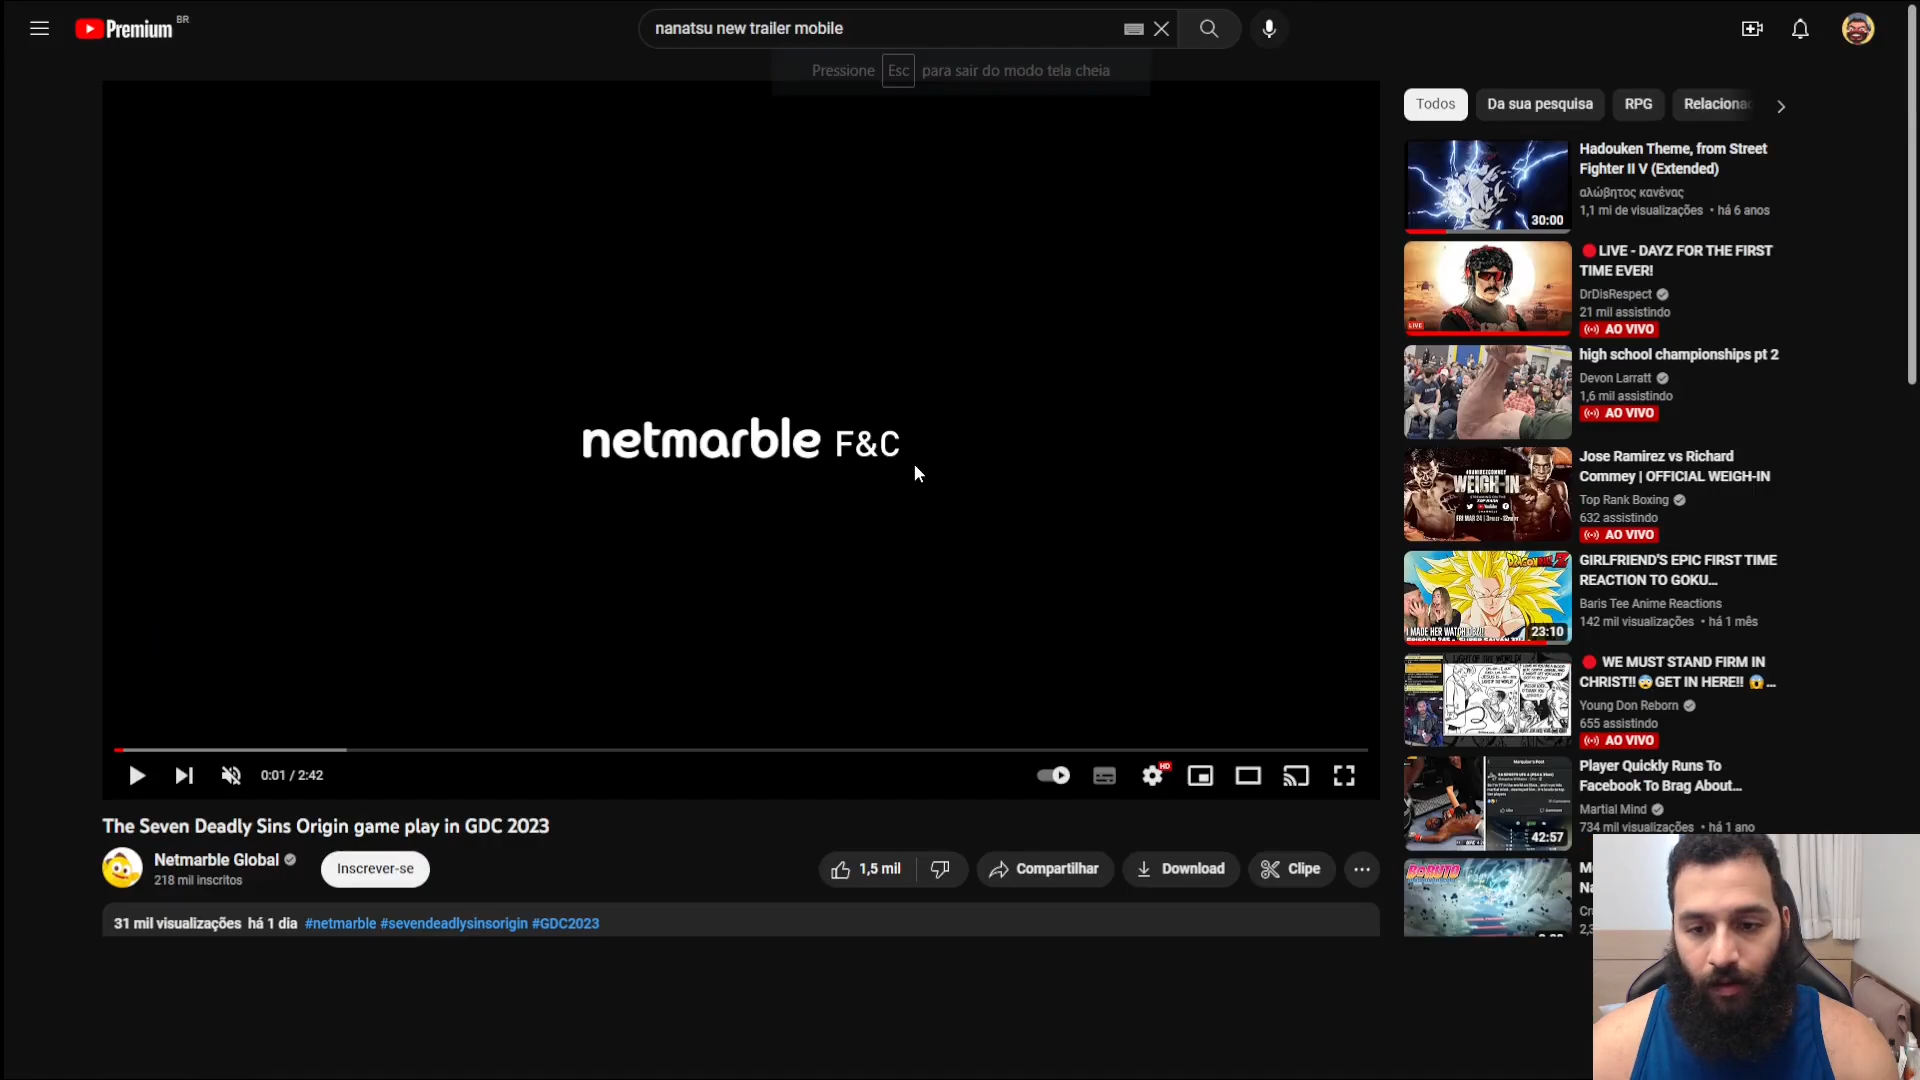 Premium BR
nanatsu new trailer mobile
Pressione Esc para sair do modo tela cheia
netmarble F&C
0:01 / 2:42
HD
The Seven Deadly Sins Origin game play in GDC 2023
Netmarble Global
218 mil inscritos
Inscrever-se
1,5 mil
Compartilhar
Download
Clipe
31 mil visualizações há 1 dia #netmarble #sevendeadlysinsorigin #GDC2023
Todos
Da sua pesquisa
RPG
Relaciona
30:00
Hadouken Theme, from Street
Fighter II V (Extended)
αλώβητος κανένας
1,1 mi de visualizações • há 6 anos
LIVE
LIVE - DAYZ FOR THE FIRST
TIME EVER!
DrDisRespect
21 mil assistindo
AO VIVO
high school championships pt 2
Devon Larratt
1,6 mil assistindo
AO VIVO
WEIGH-IN
Jose Ramirez vs Richard
Commey | OFFICIAL WEIGH-IN
Top Rank Boxing
632 assistindo
AO VIVO
DRAGONBALL Z
I MADE HER WATCH
23:10
GIRLFRIEND'S EPIC FIRST TIME
REACTION TO GOKU...
Baris Tee Anime Reactions
142 mil visualizações • há 1 mês
WE MUST STAND FIRM IN
CHRIST!!😨GET IN HERE!! 😱...
Young Don Reborn
655 assistindo
AO VIVO
42:57
Player Quickly Runs To
Facebook To Brag About...
Martial Mind
734 mil visualizações • há 1 ano
BORUTO